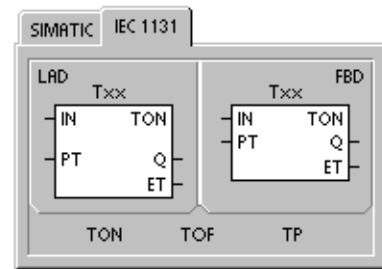 SIMATIC IEC 1131
LAD
Txx
IN TON
PT Q
ET
FBD
Txx
IN TON
PT Q
ET
TON TOF TP